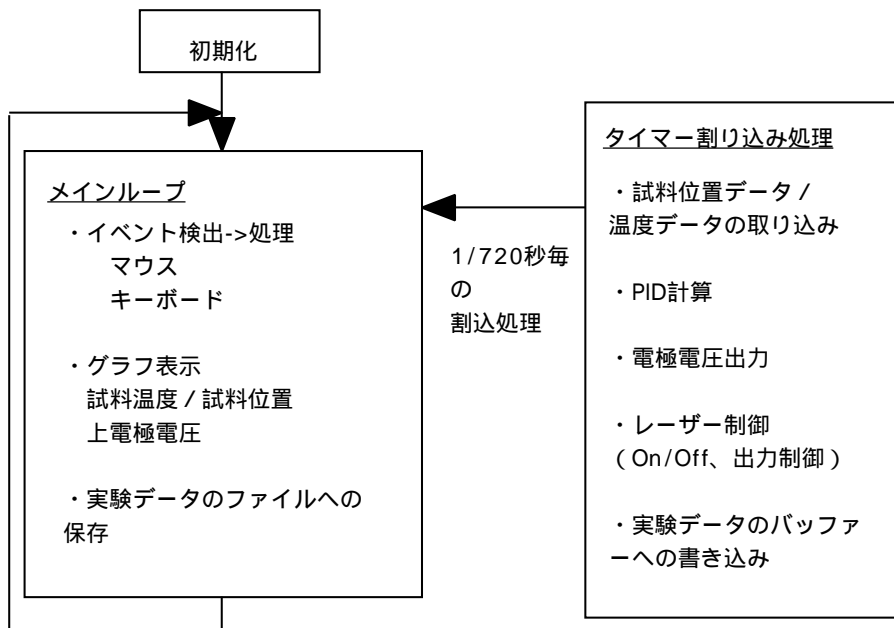 初期化
メインループ
・イベント検出->処理
マウス
キーボード
・グラフ表示
試料温度／試料位置
上電極電圧
・実験データのファイルへの
保存
1/720秒毎
の
割込処理
タイマー割り込み処理
・試料位置データ／
温度データの取り込み
・PID計算
・電極電圧出力
・レーザー制御
（On/Off、出力制御）
・実験データのバッファ
ーへの書き込み